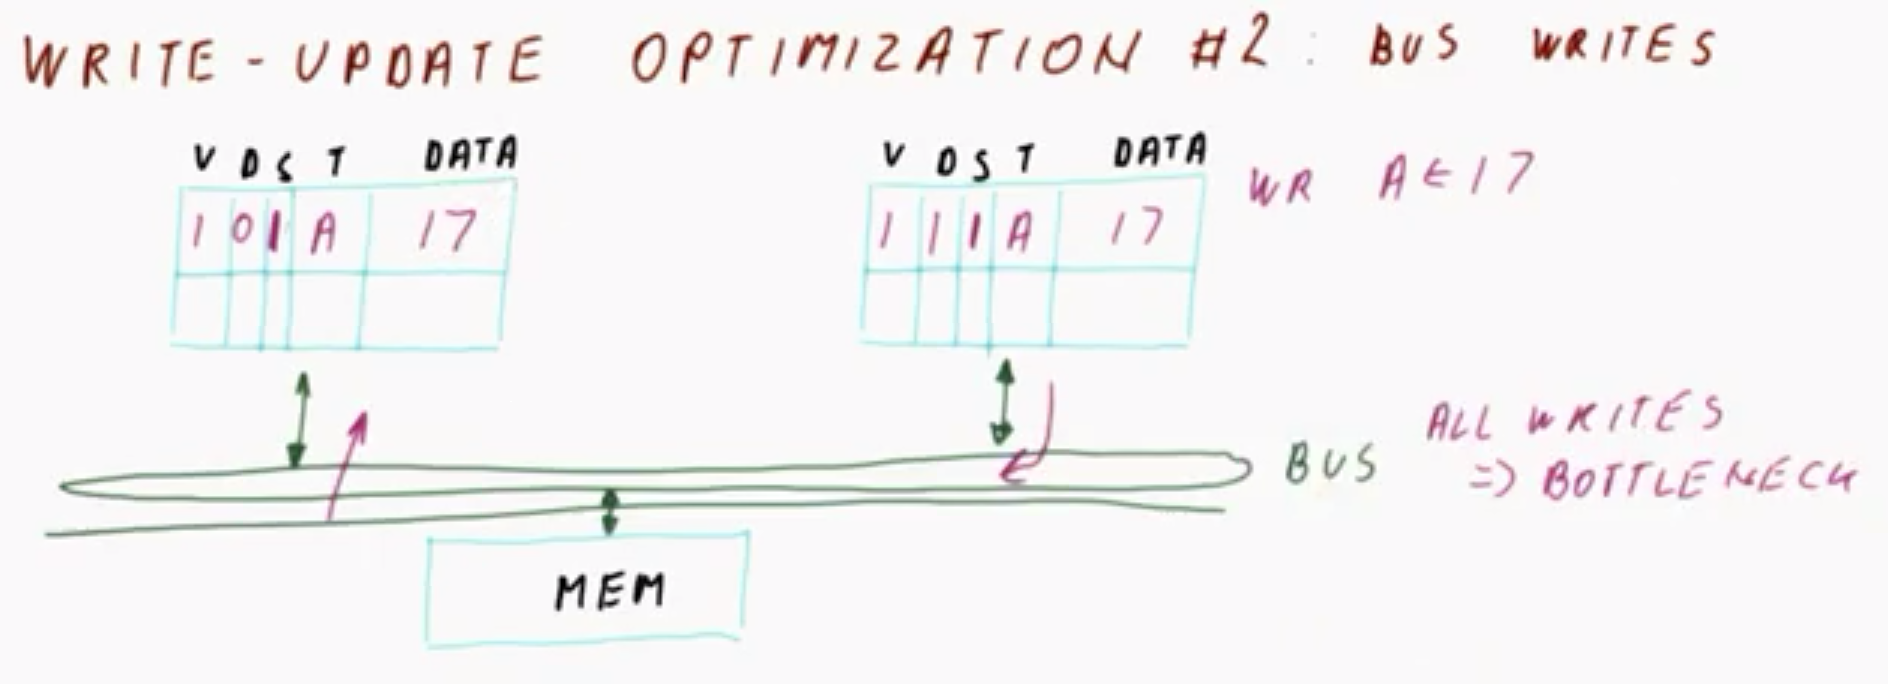 WRITE-UPDATE OPTIMIZATION #2: BUS WRITES
V D S T DATA
1 0 1 A 17
V D S T DATA
1 1 1 A 17
WR A ← 17
BUS
ALL WRITES
=> BOTTLENECK
MEM